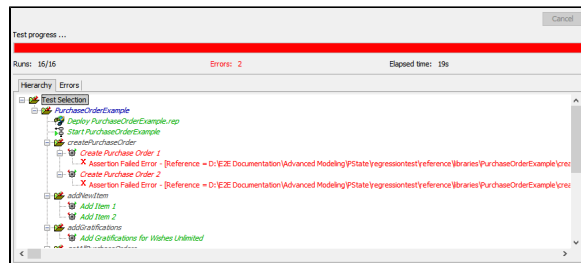 Cancel
Test progress ...
Runs: 16/16 Errors: 2 Elapsed time: 19s
Hierarchy Errors
Test Selection
PurchaseOrderExample
Deploy PurchaseOrderExample.rep
Start PurchaseOrderExample
createPurchaseOrder
Create Purchase Order 1
X Assertion Failed Error - [Reference = D:\E2E Documentation\Advanced Modeling\PState\regressiontest\reference\libraries\PurchaseOrderExample\crea
Create Purchase Order 2
X Assertion Failed Error - [Reference = D:\E2E Documentation\Advanced Modeling\PState\regressiontest\reference\libraries\PurchaseOrderExample\crea
addNewItem
Add Item 1
Add Item 2
addGratifications
Add Gratifications for Wishes Unlimited